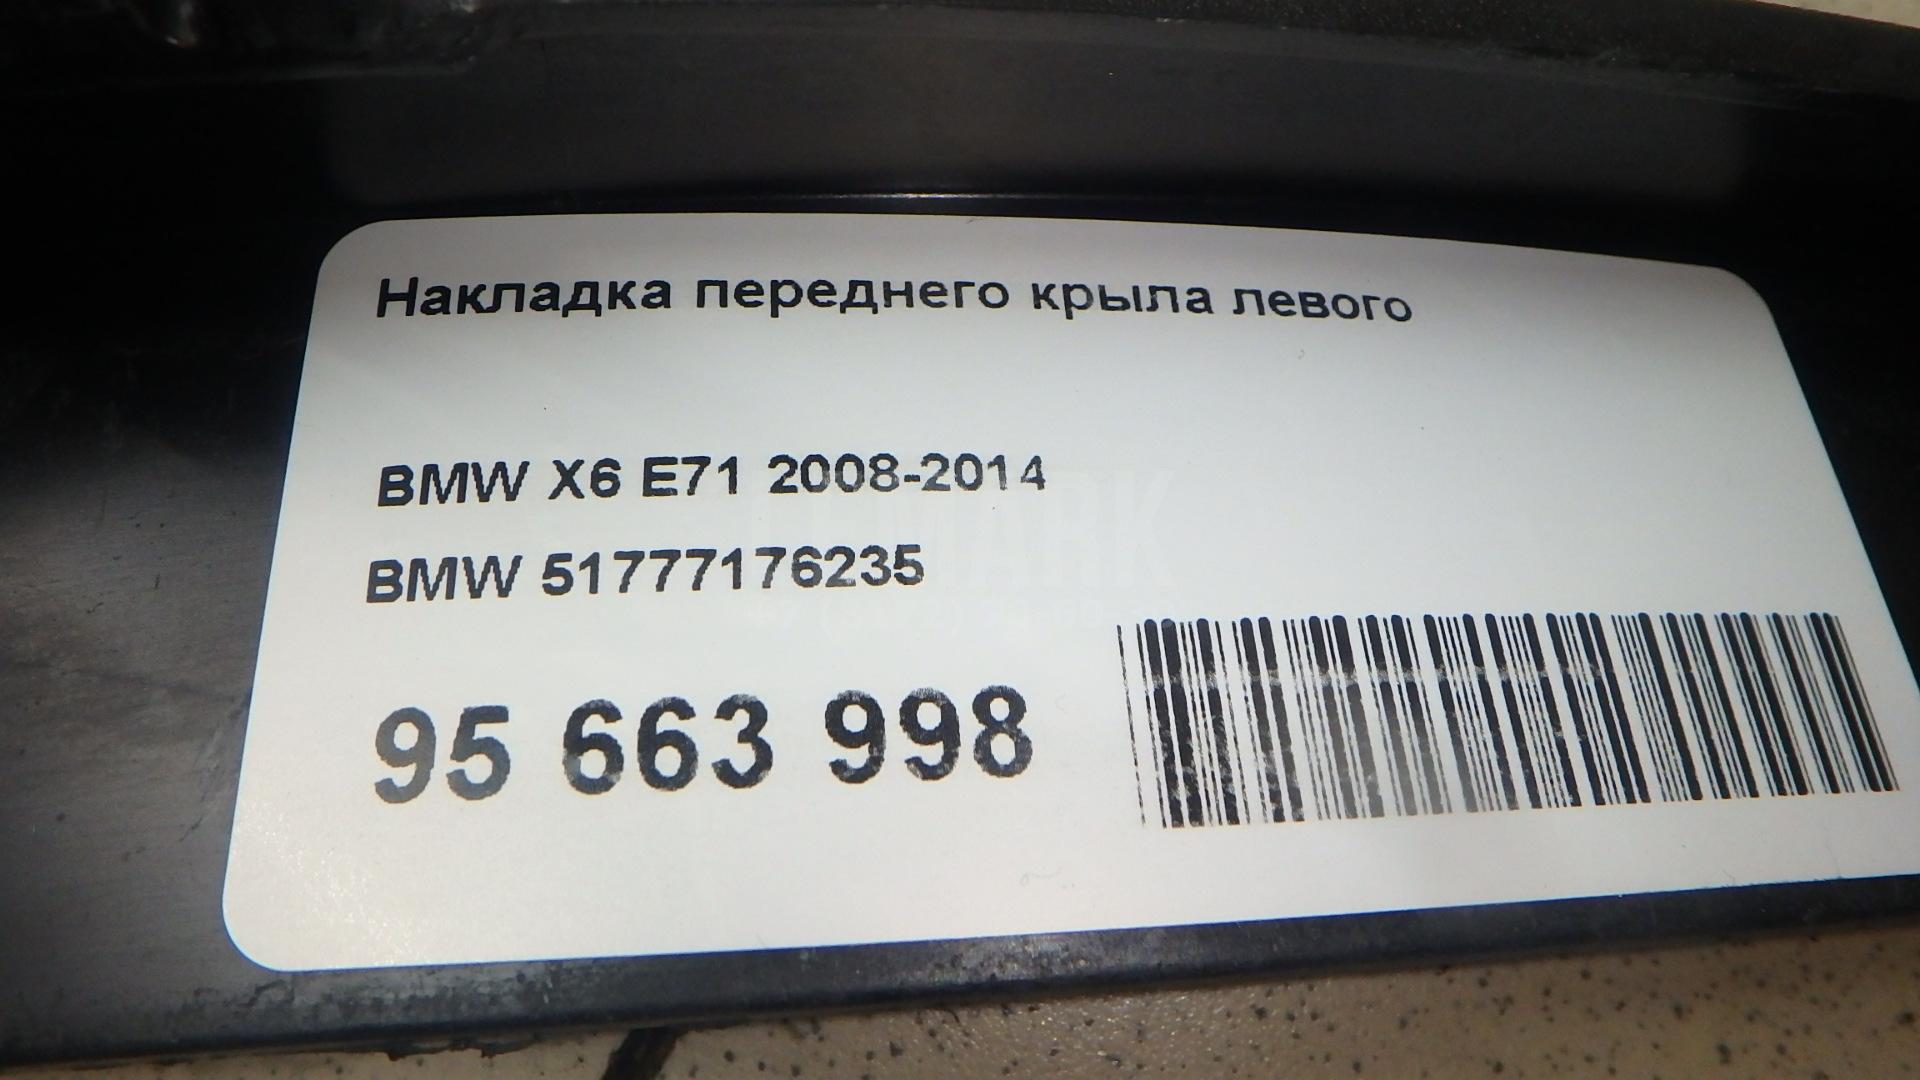 Накладка переднего крыла левого
BMW X6 E71 2008-2014
BMW 51777176235
95 663 998